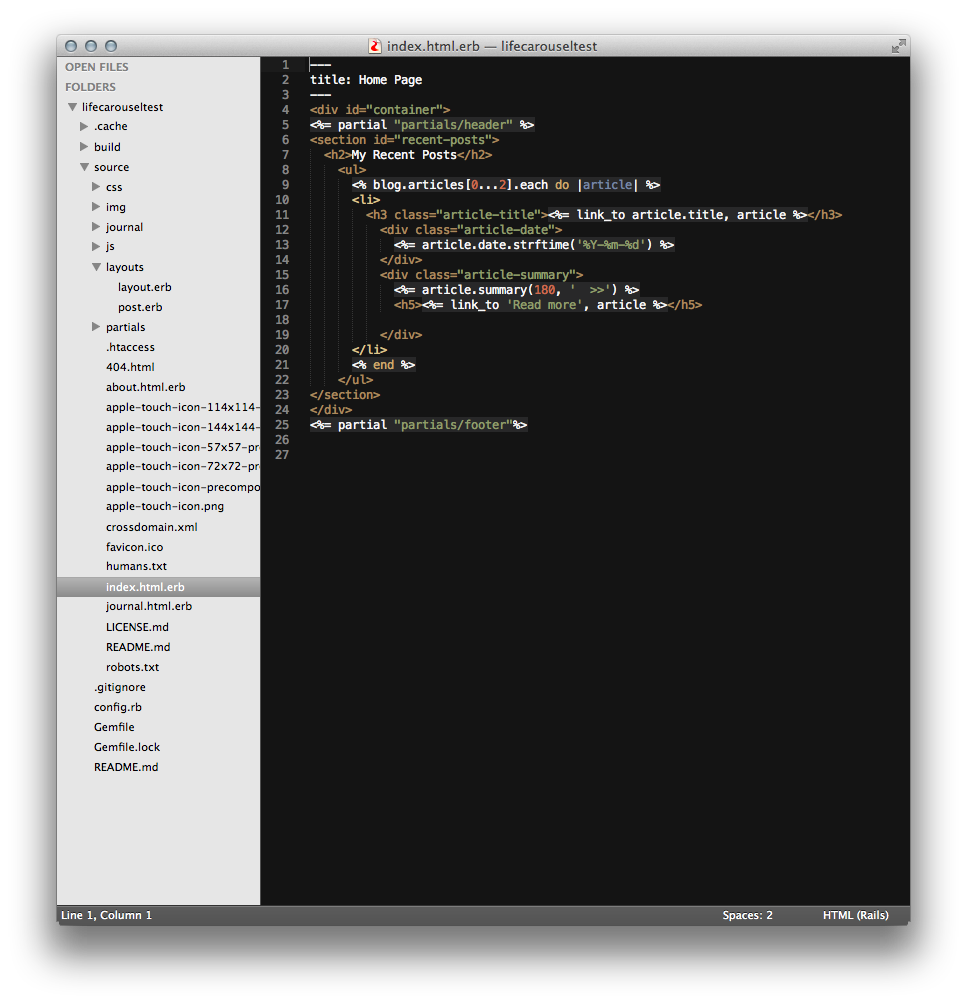 index.html.erb — lifecarouseltest
OPEN FILES
FOLDERS
lifecarouseltest
.cache
build
source
css
img
journal
js
layouts
layout.erb
post.erb
partials
.htaccess
404.html
about.html.erb
apple-touch-icon-114x114-
apple-touch-icon-144x144-
apple-touch-icon-57x57-pr
apple-touch-icon-72x72-pr
apple-touch-icon-precompo
apple-touch-icon.png
crossdomain.xml
favicon.ico
humans.txt
index.html.erb
journal.html.erb
LICENSE.md
README.md
robots.txt
.gitignore
config.rb
Gemfile
Gemfile.lock
README.md
1 ---
2 title: Home Page
3 ---
4 <div id="container">
5 <%= partial "partials/header" %>
6 <section id="recent-posts">
7   <h2>My Recent Posts</h2>
8     <ul>
9       <% blog.articles[0...2].each do |article| %>
10       <li>
11         <h3 class="article-title"><%= link_to article.title, article %></h3>
12           <div class="article-date">
13             <%= article.date.strftime('%Y-%m-%d') %>
14           </div>
15           <div class="article-summary">
16             <%= article.summary(180, '  >>') %>
17             <h5><%= link_to 'Read more', article %></h5>
18
19           </div>
20       </li>
21       <% end %>
22     </ul>
23 </section>
24 </div>
25 <%= partial "partials/footer"%>
26
27
Line 1, Column 1
Spaces: 2
HTML (Rails)